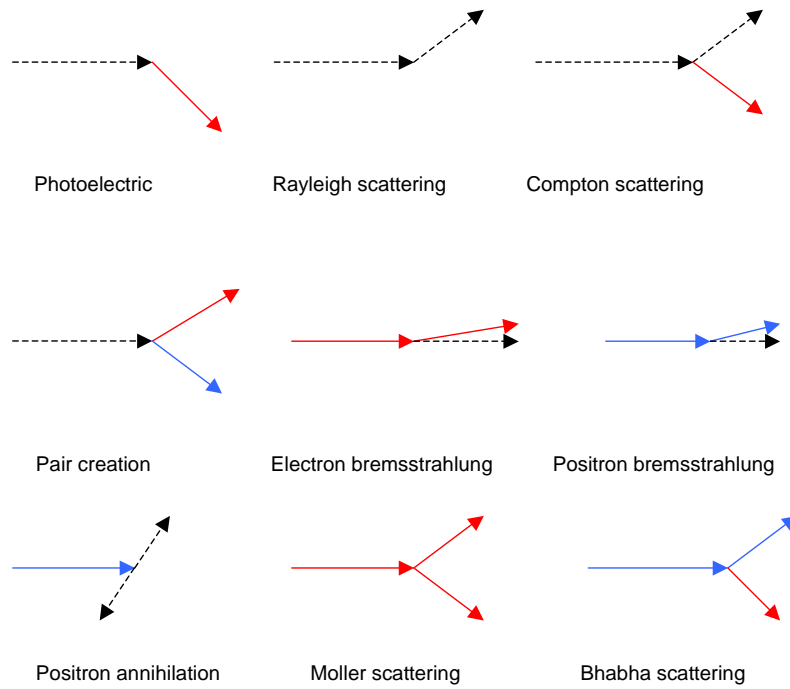 Photoelectric
Rayleigh scattering
Compton scattering
Pair creation
Electron bremsstrahlung
Positron bremsstrahlung
Positron annihilation
Moller scattering
Bhabha scattering